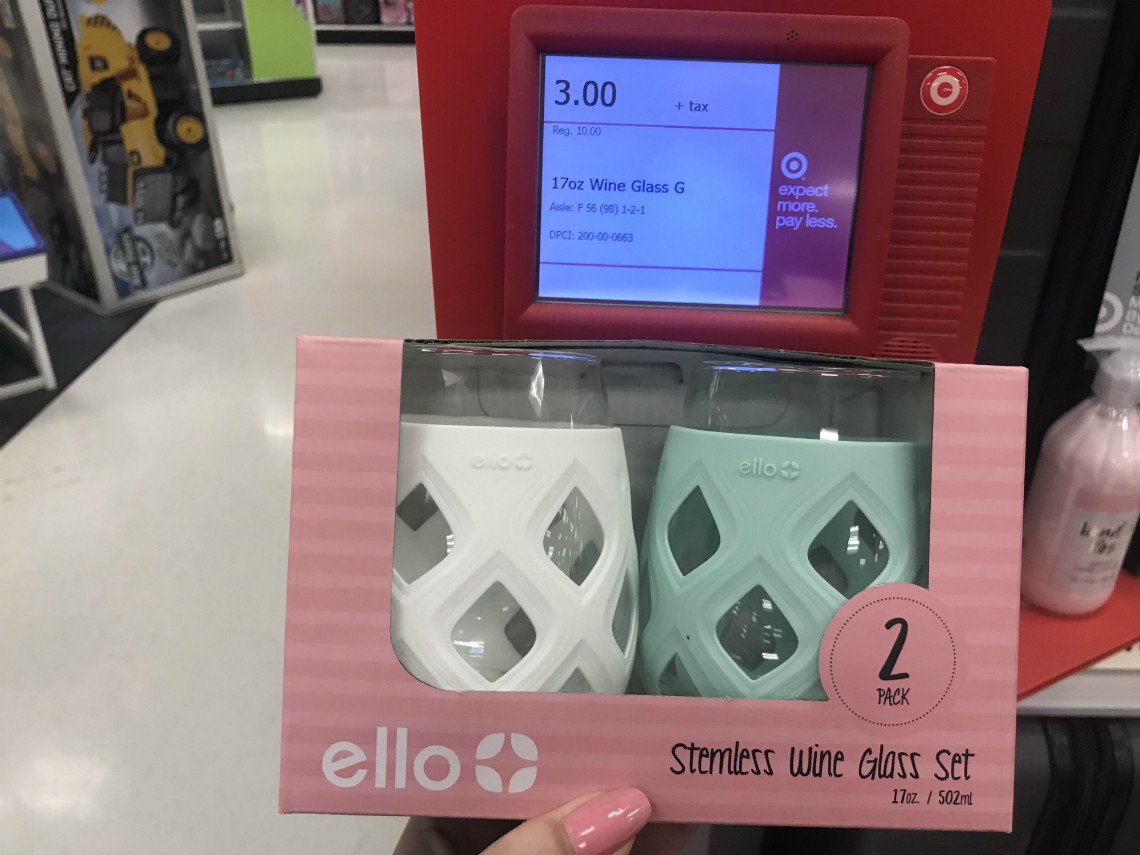 3.00 + tax
Reg. 10.00
17oz Wine Glass G
Aisle: F 56 (9B) 1-2-1
DPCI: 200-00-0663
expect
more.
pay less.
ello
ello
2
PACK
ello
Stemless Wine Glass Set
17oz. / 502ml